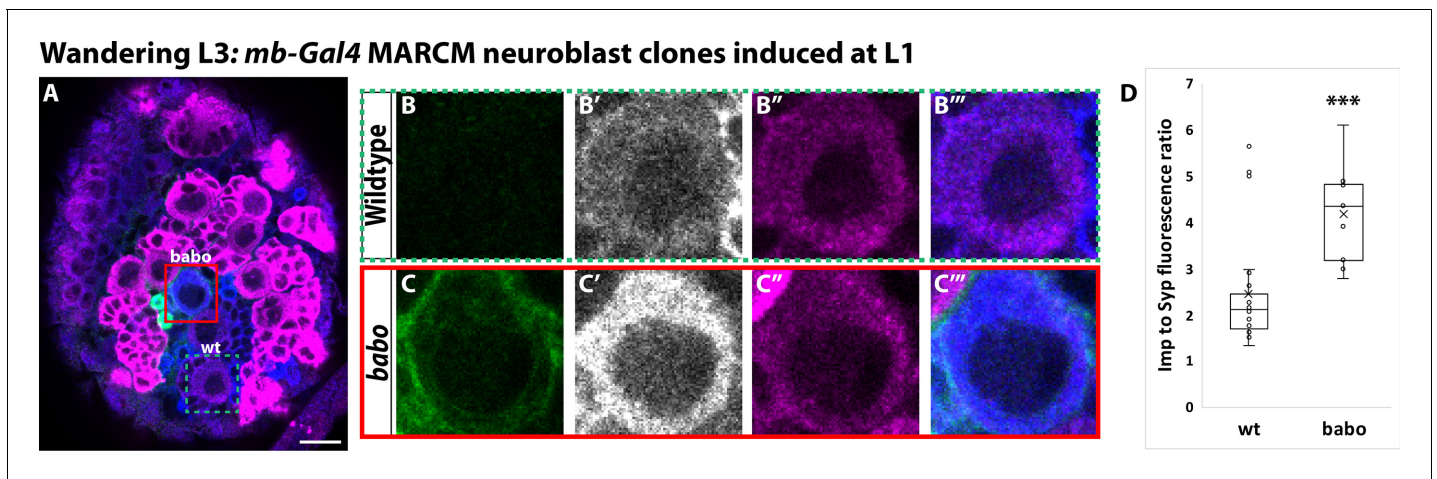 Wandering L3: mb-Gal4 MARCM neuroblast clones induced at L1
A
babo
wt
Wildtype
B
B′
B″
B‴
babo
C
C′
C″
C‴
D
Imp to Syp fluorescence ratio
7
6
5
4
3
2
1
0
***
wt
babo